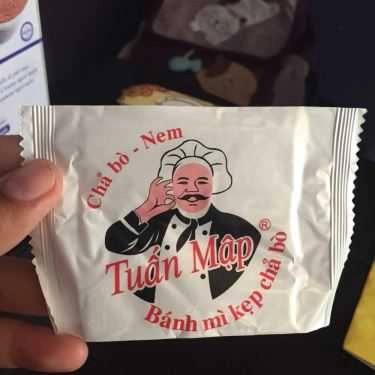 Chả bò - Nem
Tuấn Mập ®
Bánh mì kẹp chả bò